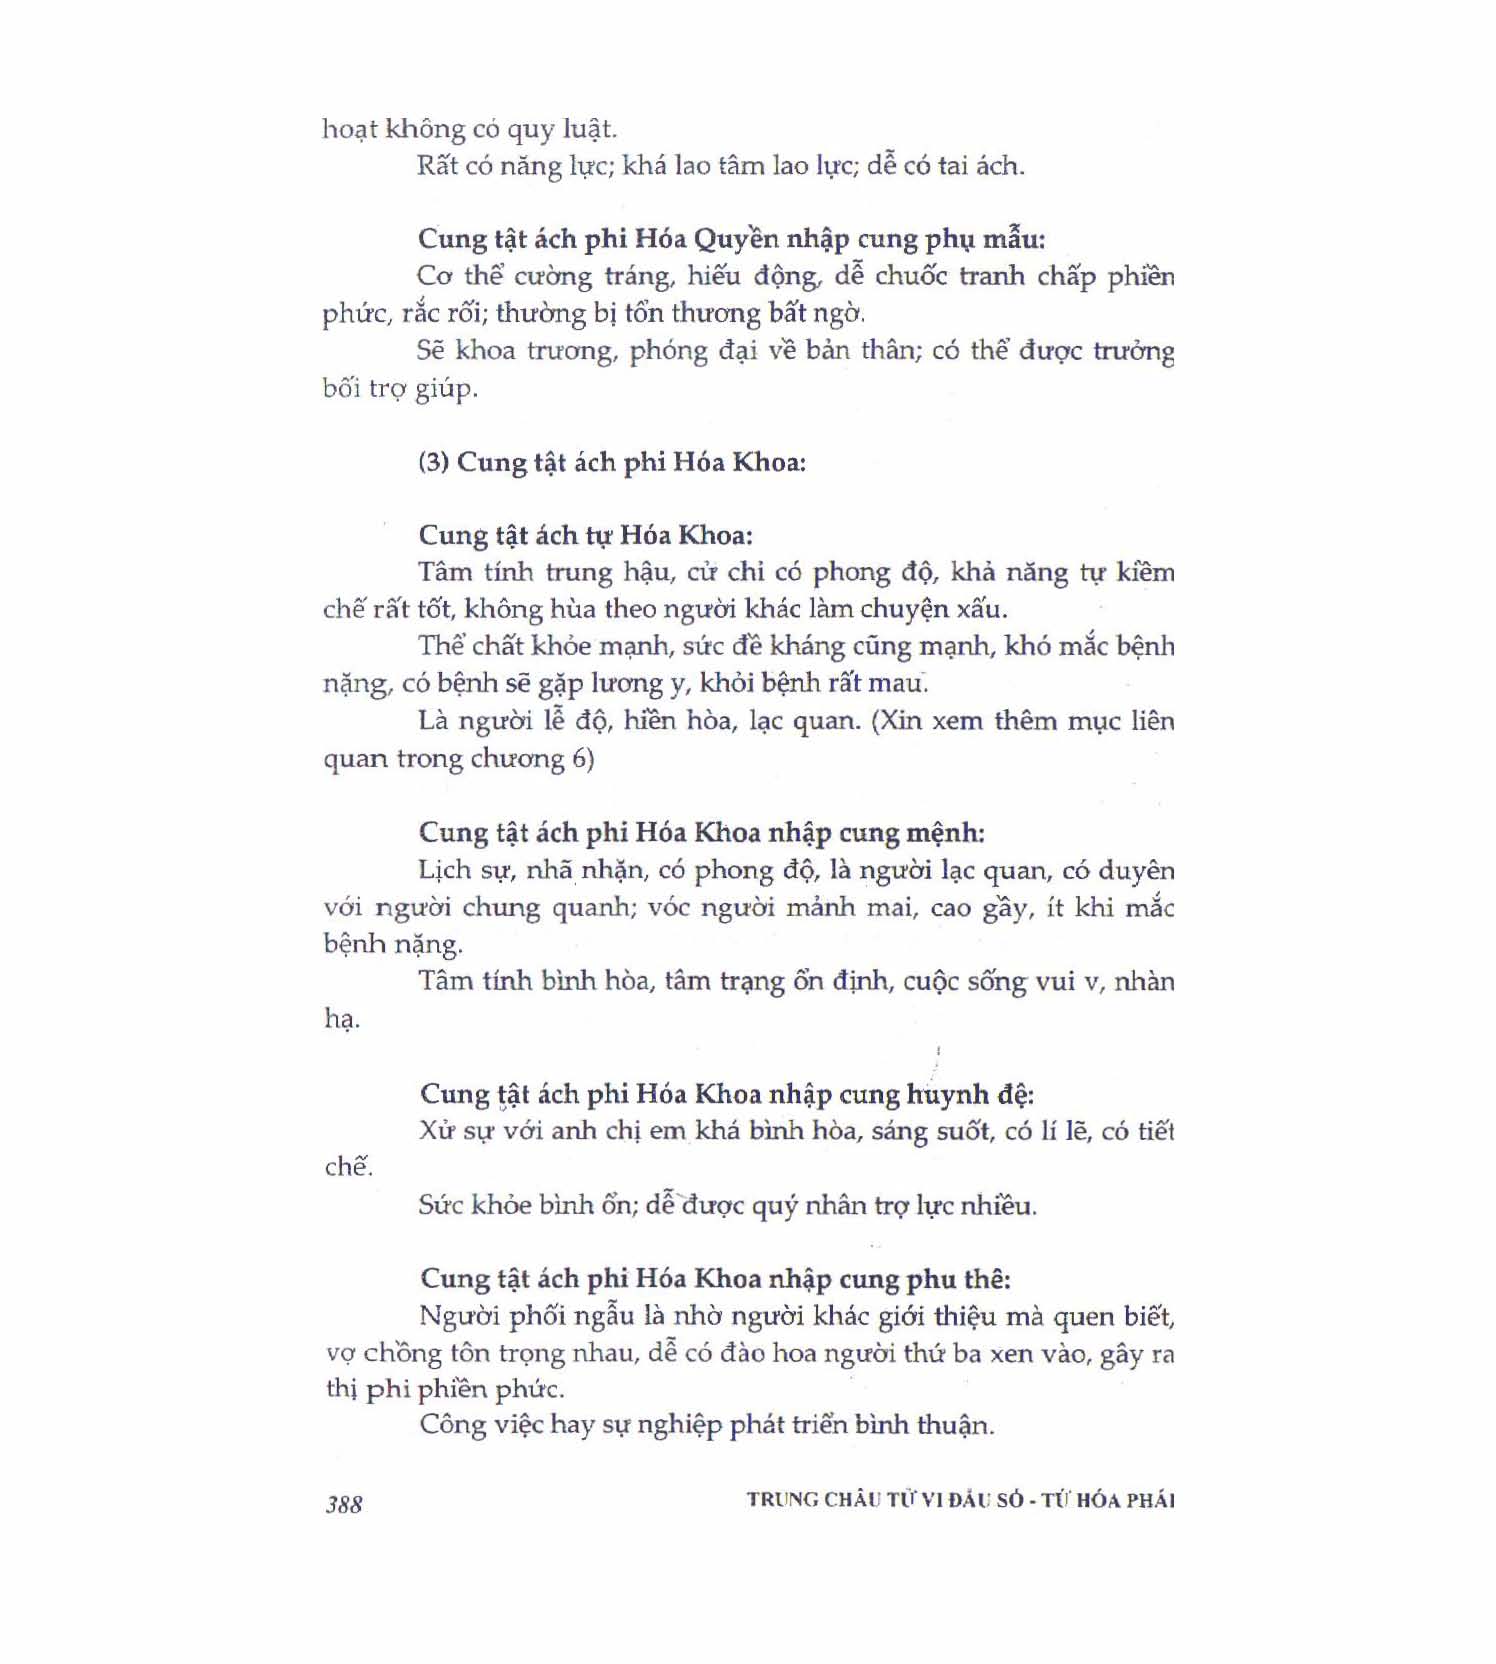 hoạt không có quy luật.
Rất có năng lực; khá lao tâm lao lực; dễ có tai ách.
Cung tật ách phi Hóa Quyền nhập cung phụ mẫu:
Cơ thể cường tráng, hiếu động, dễ chuốc tranh chấp phiền
phức, rắc rối; thường bị tổn thương bất ngờ.
Sẽ khoa trương, phóng đại về bản thân; có thể được trưởng
bối trợ giúp.
(3) Cung tật ách phi Hóa Khoa:
Cung tật ách tự Hóa Khoa:
Tâm tính trung hậu, cử chỉ có phong độ, khả năng tự kiềm
chế rất tốt, không hùa theo người khác làm chuyện xấu.
Thể chất khỏe mạnh, sức đề kháng cũng mạnh, khó mắc bệnh
nặng, có bệnh sẽ gặp lương y, khỏi bệnh rất mau.
Là người lễ độ, hiền hòa, lạc quan. (Xin xem thêm mục liên
quan trong chương 6)
Cung tật ách phi Hóa Khoa nhập cung mệnh:
Lịch sự, nhã nhặn, có phong độ, là người lạc quan, có duyên
với người chung quanh; vóc người mảnh mai, cao gầy, ít khi mắc
bệnh nặng.
Tâm tính bình hòa, tâm trạng ổn định, cuộc sống vui v, nhàn
hạ.
Cung tật ách phi Hóa Khoa nhập cung huynh đệ:
Xử sự với anh chị em khá bình hòa, sáng suốt, có lí lẽ, có tiết
chế.
Sức khỏe bình ổn; dễ được quý nhân trợ lực nhiều.
Cung tật ách phi Hóa Khoa nhập cung phu thê:
Người phối ngẫu là nhờ người khác giới thiệu mà quen biết,
vợ chồng tôn trọng nhau, dễ có đào hoa người thứ ba xen vào, gây ra
thị phi phiền phức.
Công việc hay sự nghiệp phát triển bình thuận.
388 TRUNG CHÂU TỬ VI ĐẨU SỐ - TỨ HÓA PHÁI